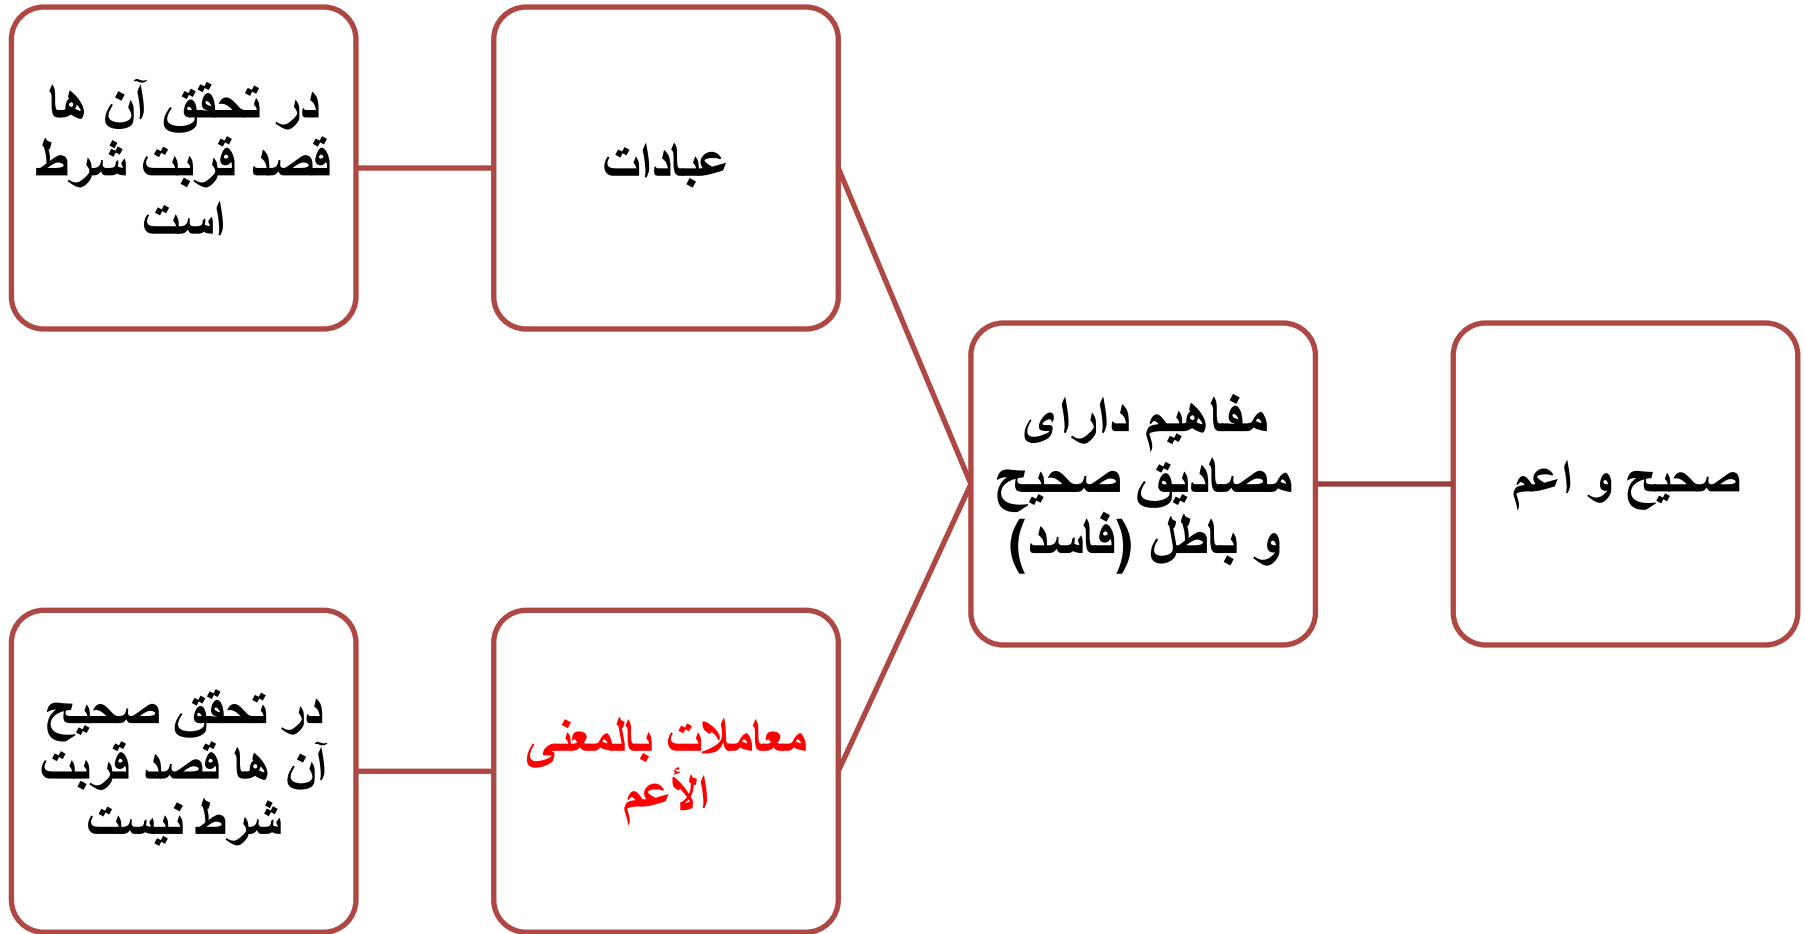 صحیح و اعم
مفاهیم دارای
مصادیق صحیح
و باطل (فاسد)
عبادات
در تحقق آن ها
قصد قربت شرط
است
معاملات بالمعنی
الأعم
در تحقق صحیح
آن ها قصد قربت
شرط نیست